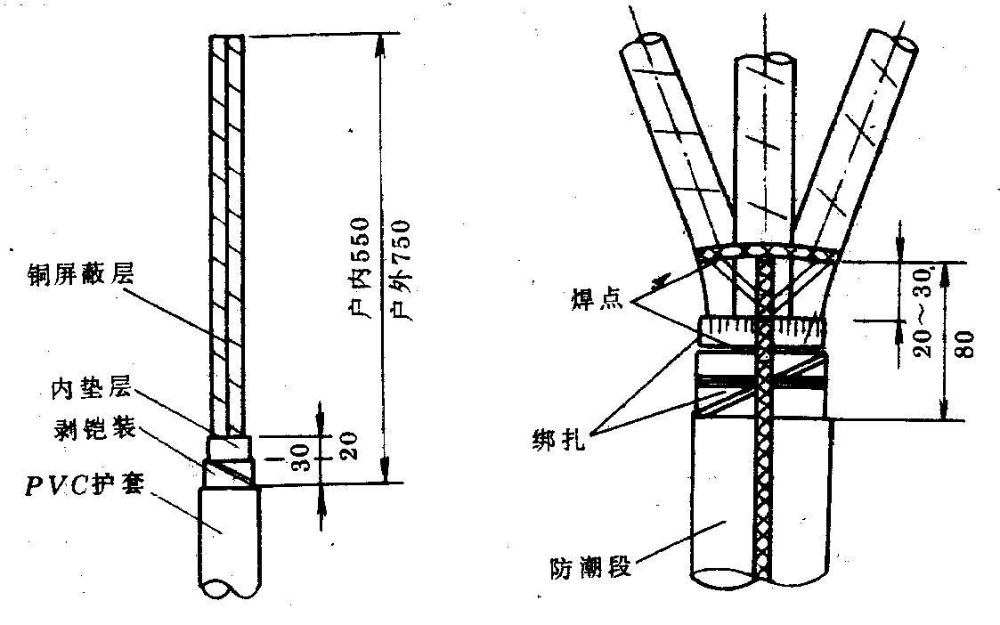 铜屏蔽层
内垫层
剥铠装
PVC护套
户内550
户外750
30
20
焊点
绑扎
防潮段
20～30
80